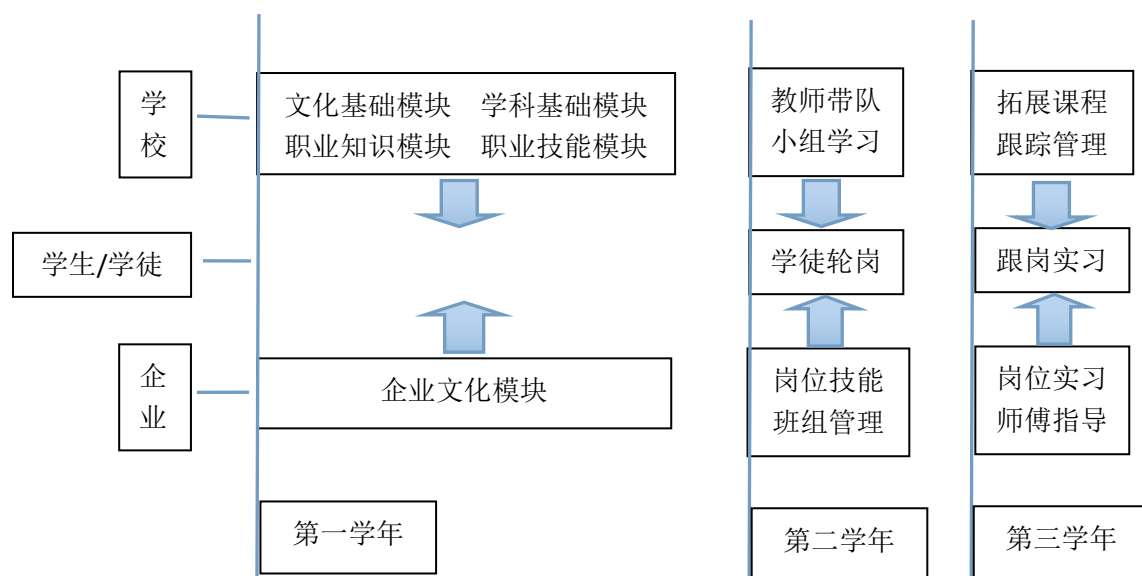 学
校
文化基础模块 学科基础模块
职业知识模块 职业技能模块
教师带队
小组学习
拓展课程
跟踪管理
学生/学徒
学徒轮岗
跟岗实习
企
业
企业文化模块
岗位技能
班组管理
岗位实习
师傅指导
第一学年
第二学年
第三学年